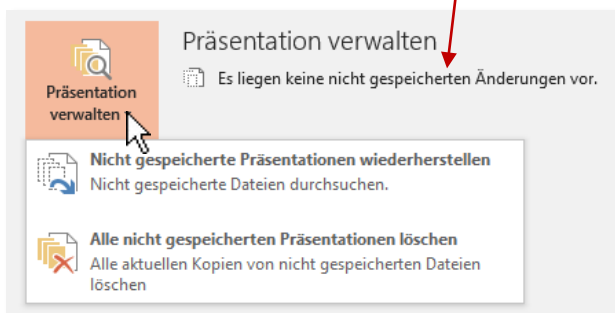 Präsentation verwalten
Es liegen keine nicht gespeicherten Änderungen vor.
Präsentation
verwalten
Nicht gespeicherte Präsentationen wiederherstellen
Nicht gespeicherte Dateien durchsuchen.
Alle nicht gespeicherten Präsentationen löschen
Alle aktuellen Kopien von nicht gespeicherten Dateien
löschen